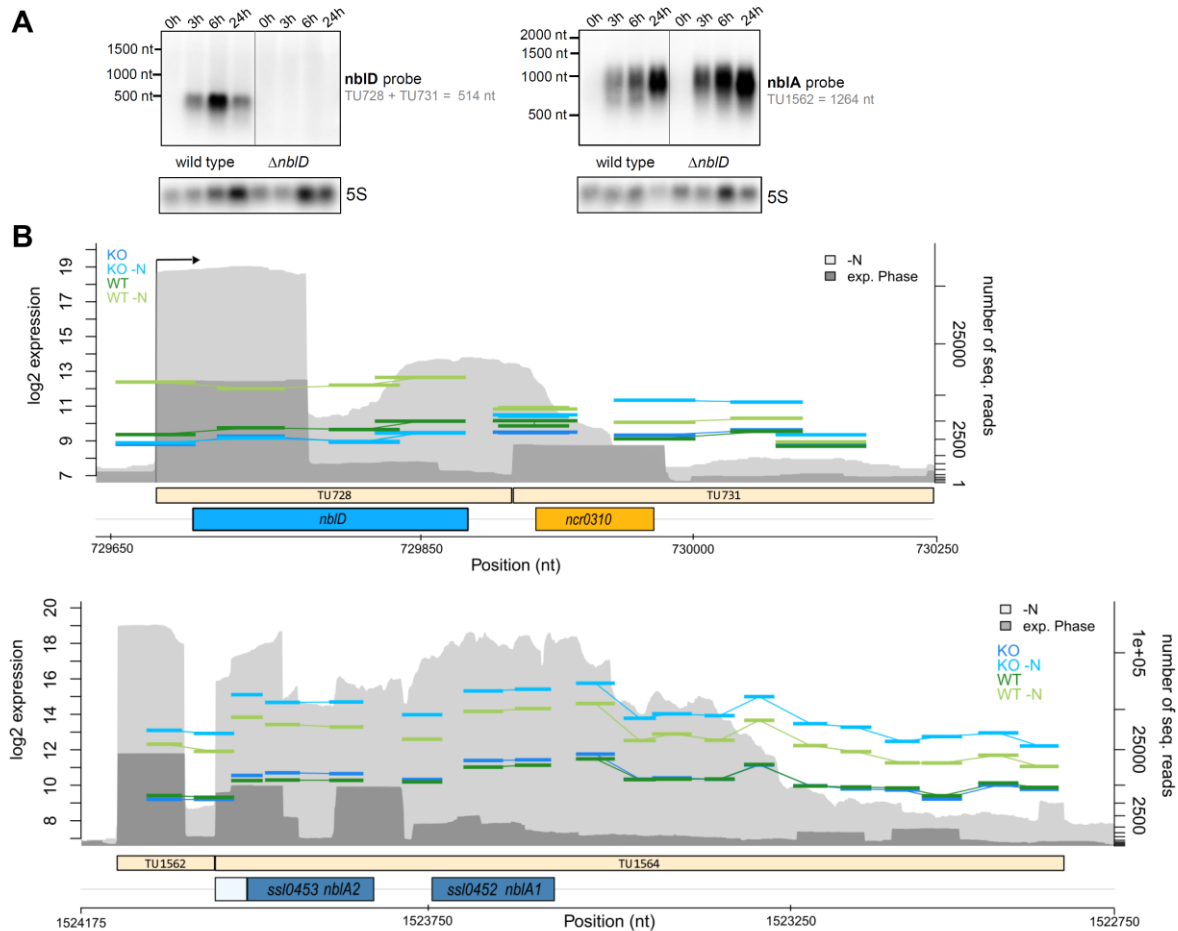 A
0h 3h 6h 24h 0h 3h 6h 24h
1500 nt
1000 nt
500 nt
nblD probe
TU728 + TU731 = 514 nt
wild type ΔnblD
5S
0h 3h 6h 24h 0h 3h 6h 24h
2000 nt
1500 nt
1000 nt
500 nt
nblA probe
TU1562 = 1264 nt
wild type ΔnblD
5S
B
KO
KO -N
WT
WT -N
-N
exp. Phase
log2 expression
19
17
15
13
11
9
7
number of seq. reads
25000
2500
1
TU728 TU731
nblD ncr0310
729650 729850 730000 730250
Position (nt)
-N
exp. Phase
KO
KO -N
WT
WT -N
log2 expression
20
18
16
14
12
10
8
number of seq. reads
1e+05
25000
2500
TU1562 TU1564
ssl0453 nblA2 ssl0452 nblA1
1524175 1523750 1523250 1522750
Position (nt)